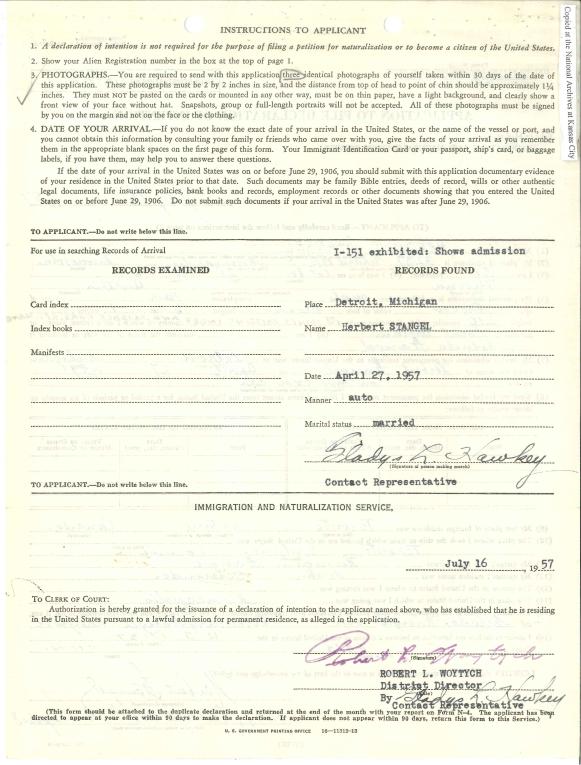 INSTRUCTIONS TO APPLICANT
1. A declaration of intention is not required for the purpose of filing a petition for naturalization or to become a citizen of the United States.
2. Show your Alien Registration number in the box at the top of page 1.
3. PHOTOGRAPHS.—You are required to send with this application three identical photographs of yourself taken within 30 days of the date of
this application. These photographs must be 2 by 2 inches in size, and the distance from top of head to point of chin should be approximately 1¼
inches. They must not be pasted on the cards or mounted in any other way, must be on thin paper, have a light background, and clearly show a
front view of your face without hat. Snapshots, group or full-length portraits will not be accepted. All of these photographs must be signed
by you on the margin and not on the face or the clothing.
4. DATE OF YOUR ARRIVAL.—If you do not know the exact date of your arrival in the United States, or the name of the vessel or port, and
you cannot obtain this information by consulting your family or friends who came over with you, give the facts of your arrival as you remember
them in the appropriate blank spaces on the first page of this form. Your Immigrant Identification Card or your passport, ship's card, or baggage
labels, if you have them, may help you to answer these questions.
If the date of your arrival in the United States was on or before June 29, 1906, you should submit with this application documentary evidence
of your residence in the United States prior to that date. Such documents may be family Bible entries, deeds of record, wills or other authentic
legal documents, life insurance policies, bank books and records, employment records or other documents showing that you entered the United
States on or before June 29, 1906. Do not submit such documents if your arrival in the United States was after June 29, 1906.
TO APPLICANT.—Do not write below this line.
For use in searching Records of Arrival
I-151 exhibited: Shows admission
RECORDS EXAMINED
RECORDS FOUND
Card index
Place Detroit, Michigan
Index books
Name Herbert STANGEL
Manifests
Date April 27, 1957
Manner auto
Marital status married
Gladys L. Hawkey
(Signature of person making search)
Contact Representative
TO APPLICANT.—Do not write below this line.
IMMIGRATION AND NATURALIZATION SERVICE,
July 16, 1957
TO CLERK OF COURT:
Authorization is hereby granted for the issuance of a declaration of intention to the applicant named above, who has established that he is residing
in the United States pursuant to a lawful admission for permanent residence, as alleged in the application.
Robert L. Woytych
(Signature)
ROBERT L. WOYTYCH
District Director
By Gladys L. Hawkey
Contact Representative
(This form should be attached to the duplicate declaration and returned at the end of month with your report on Form N-4. The applicant has been
directed to appear at your office within 90 days to make the declaration. If applicant does not appear within 90 days, return this form to this Service.)
U. S. GOVERNMENT PRINTING OFFICE 16—11312-13
Copied at the National Archives at Kansas City